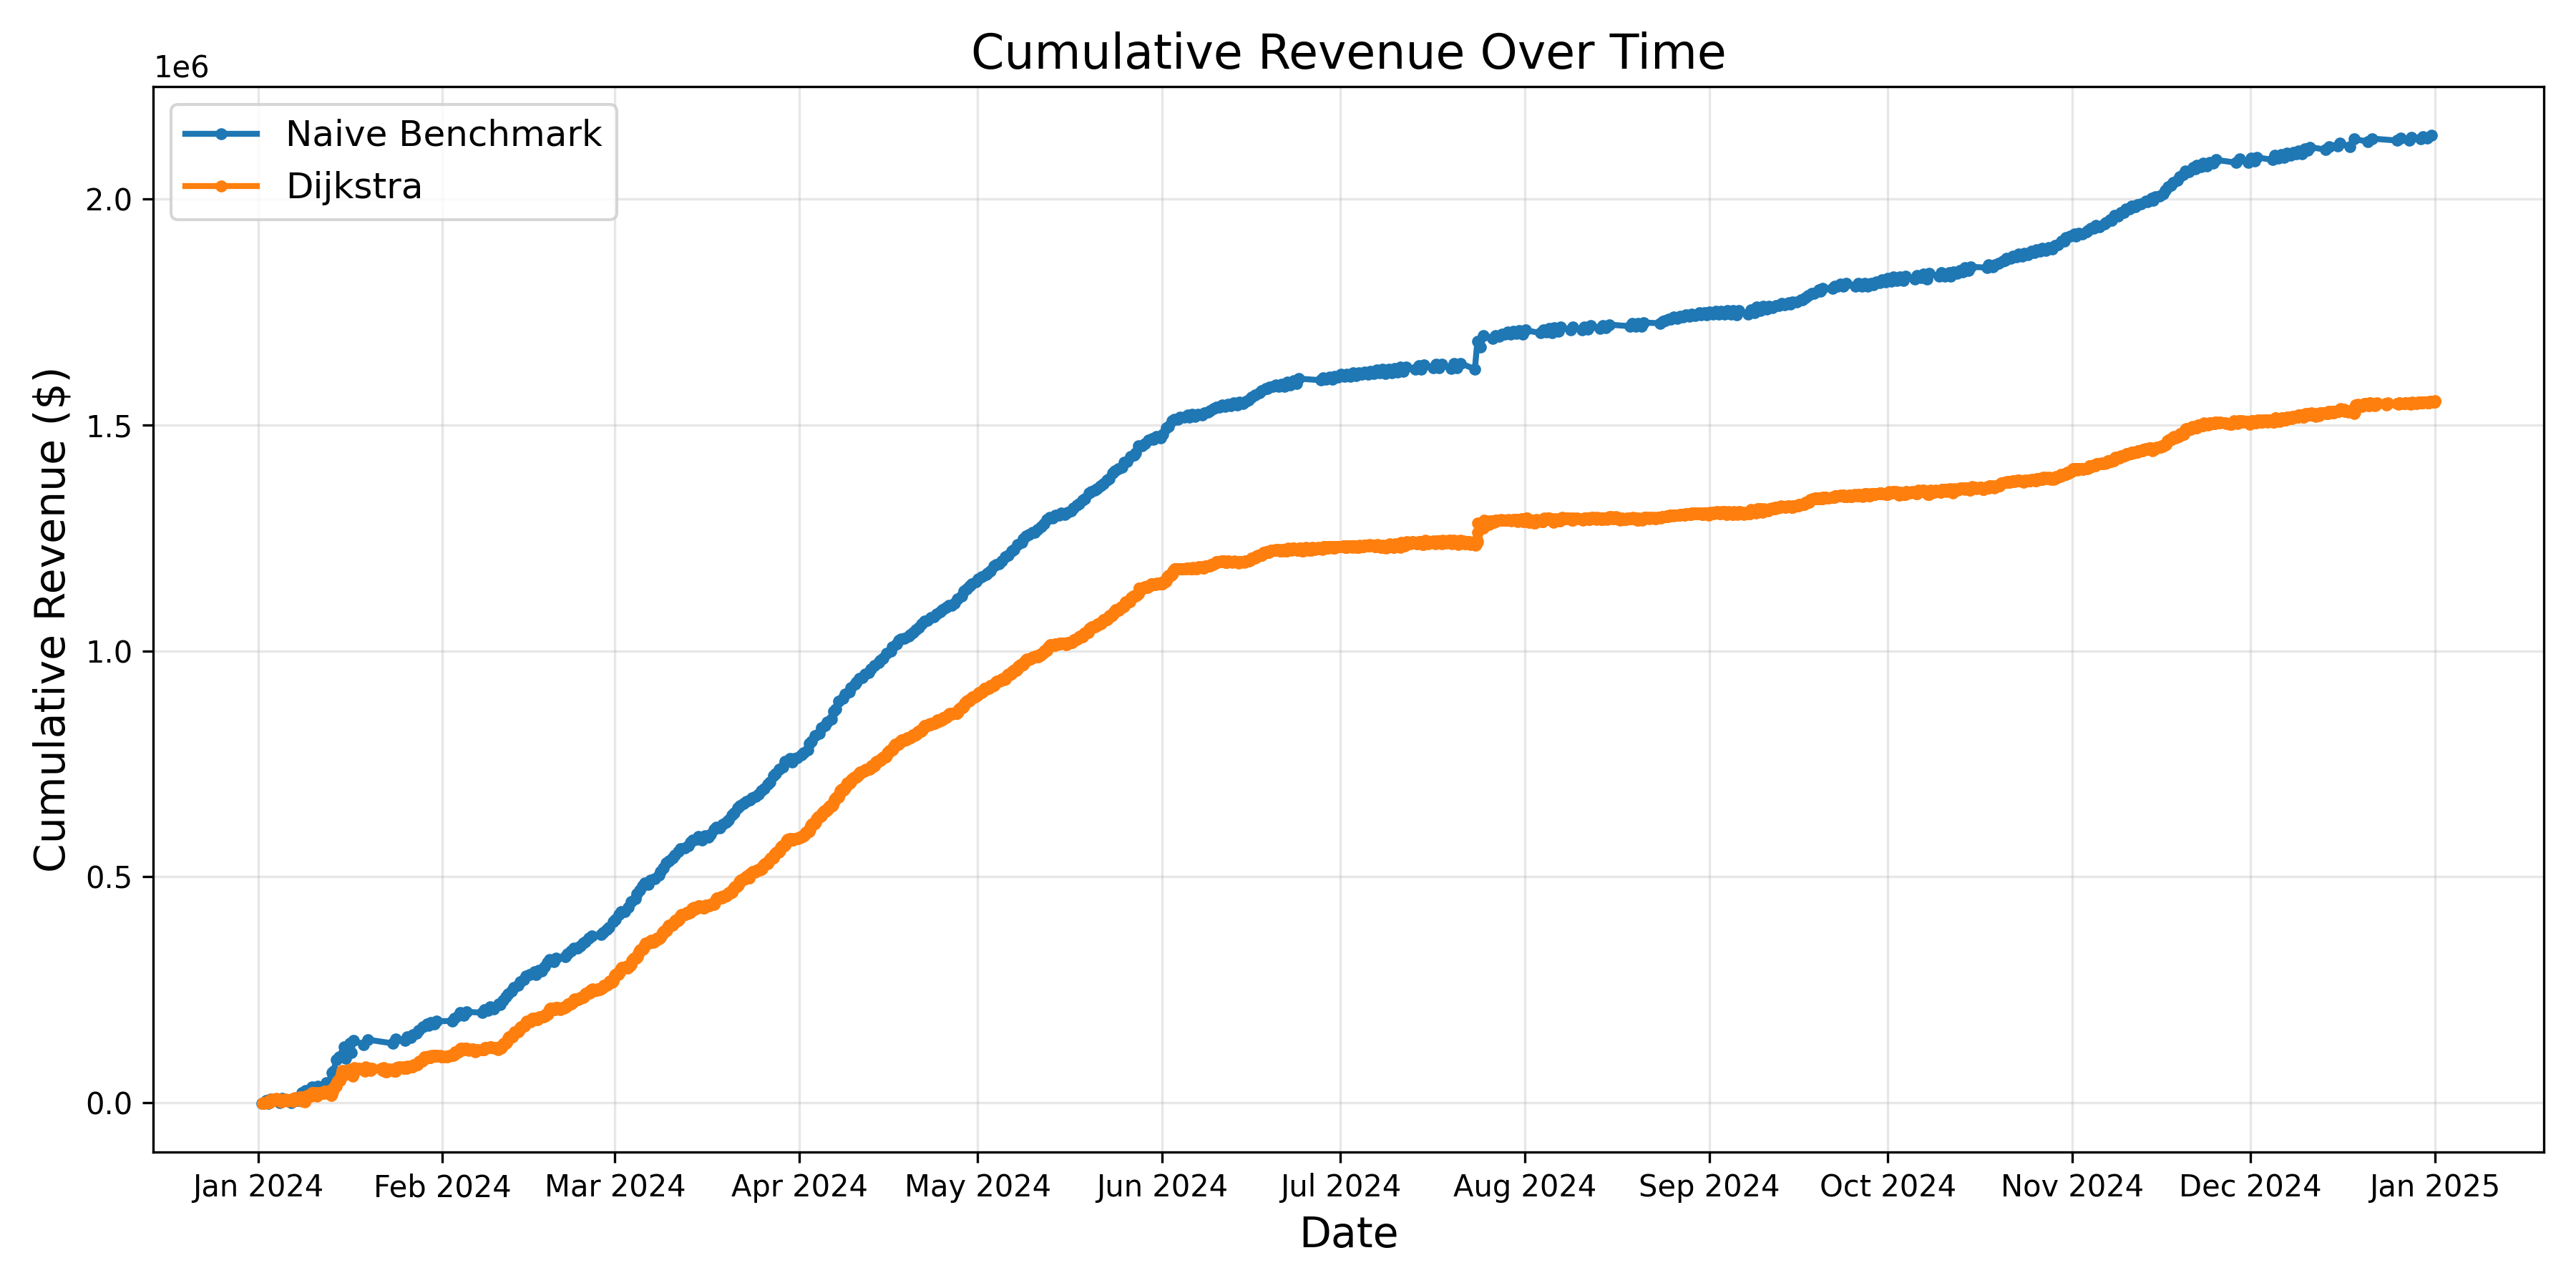 Cumulative Revenue Over Time
1e6
Naive Benchmark
Dijkstra
Cumulative Revenue ($)
2.0
1.5
1.0
0.5
0.0
Jan 2024 Feb 2024 Mar 2024 Apr 2024 May 2024 Jun 2024 Jul 2024 Aug 2024 Sep 2024 Oct 2024 Nov 2024 Dec 2024 Jan 2025
Date